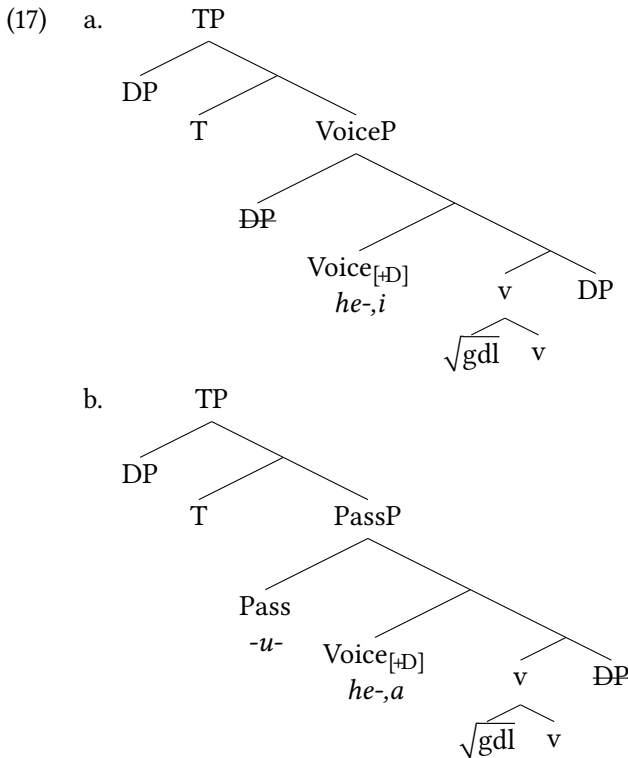 (17) a. TP
DP
T VoiceP
DP
Voice[+D] v DP
he-,i
√gdl v
b. TP
DP
T PassP
Pass
-u- Voice[+D] v DP
he-,a
√gdl v